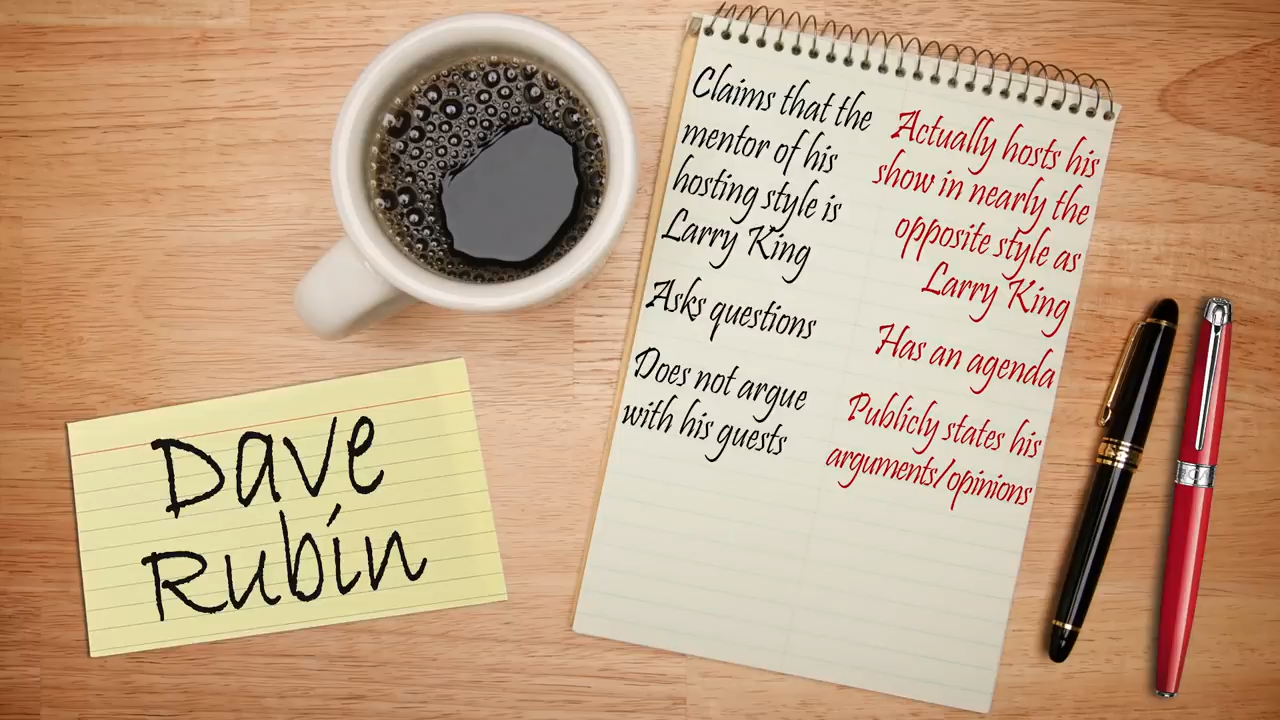 Dave
Rubin
Claims that the
mentor of his
hosting style is
Larry King
Asks questions
Does not argue
with his guests
Actually hosts his
show in nearly the
opposite style as
Larry King
Has an agenda
Publicly states his
arguments/opinions